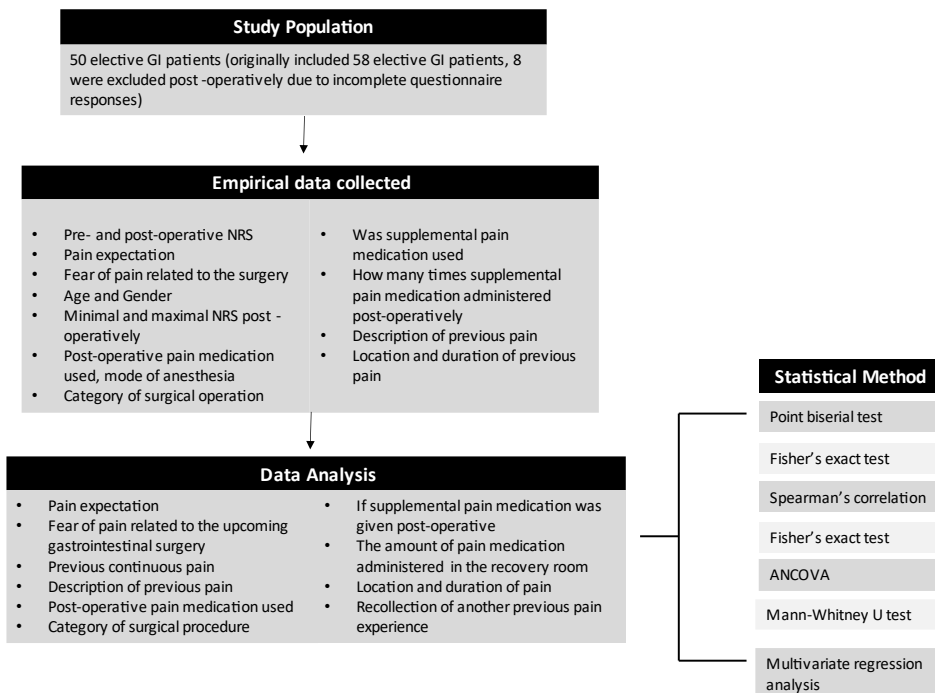 Study Population
50 elective GI patients (originally included 58 elective GI patients, 8
were excluded post -operatively due to incomplete questionnaire
responses)
Empirical data collected
• Pre- and post-operative NRS
• Pain expectation
• Fear of pain related to the surgery
• Age and Gender
• Minimal and maximal NRS post -
operatively
• Post-operative pain medication
used, mode of anesthesia
• Category of surgical operation
• Was supplemental pain
medication used
• How many times supplemental
pain medication administered
post-operatively
• Description of previous pain
• Location and duration of previous
pain
Data Analysis
• Pain expectation
• Fear of pain related to the upcoming
gastrointestinal surgery
• Previous continuous pain
• Description of previous pain
• Post-operative pain medication used
• Category of surgical procedure
• If supplemental pain medication was
given post-operative
• The amount of pain medication
administered in the recovery room
• Location and duration of pain
• Recollection of another previous pain
experience
Statistical Method
Point biserial test
Fisher's exact test
Spearman's correlation
Fisher's exact test
ANCOVA
Mann-Whitney U test
Multivariate regression
analysis